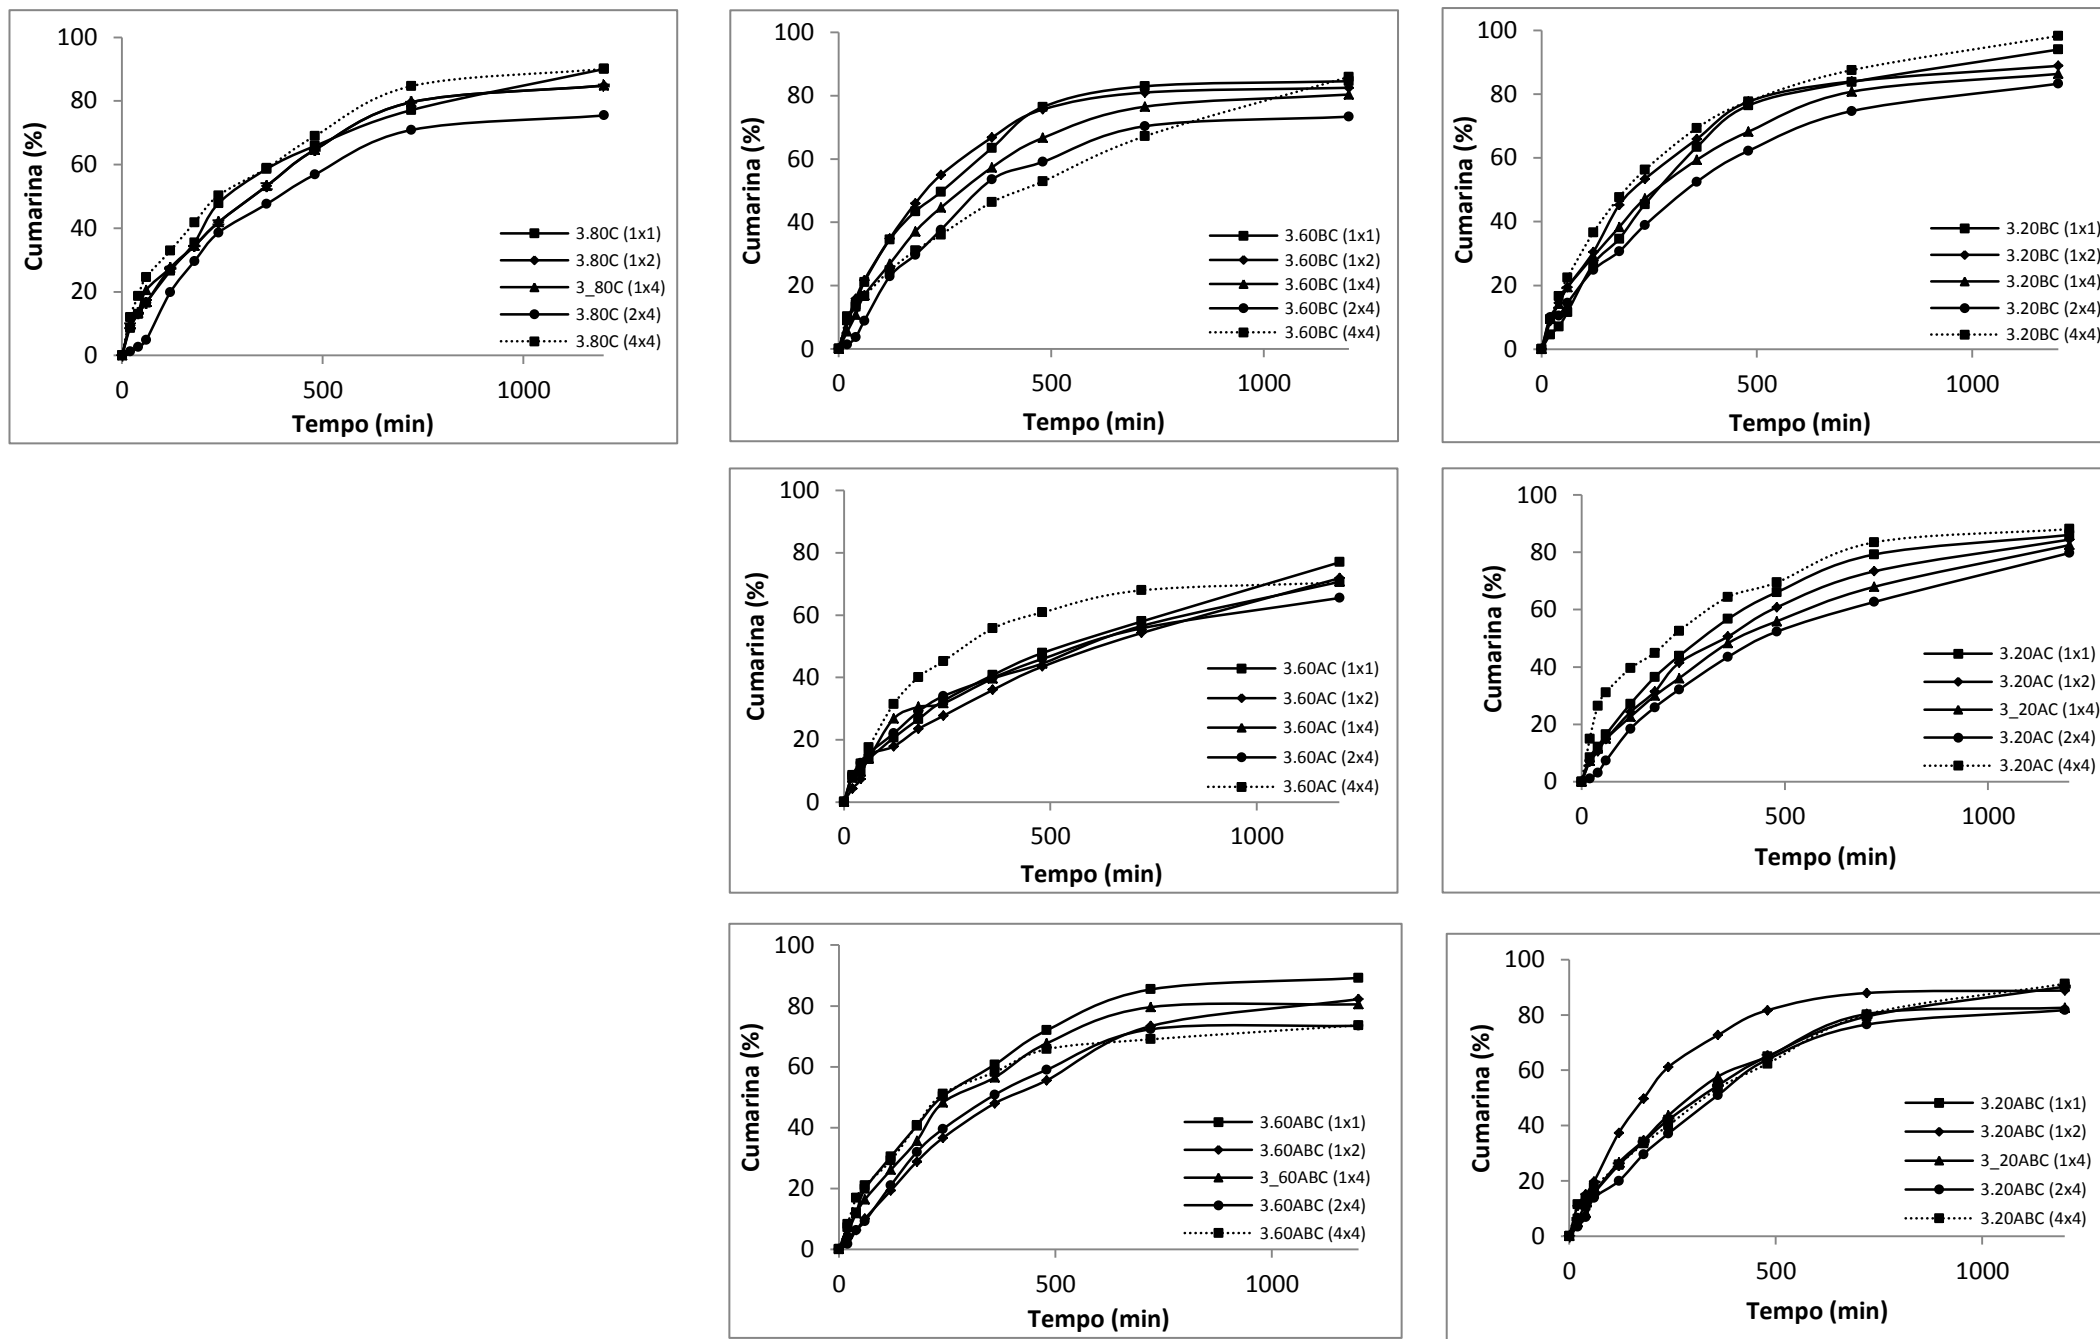 100
80
60
40
20
0
Cumarina (%)
0 500 1000
Tempo (min)
3.80C (1x1)
3.80C (1x2)
3_80C (1x4)
3.80C (2x4)
3.80C (4x4)
100
80
60
40
20
0
Cumarina (%)
0 500 1000
Tempo (min)
3.60BC (1x1)
3.60BC (1x2)
3.60BC (1x4)
3.60BC (2x4)
3.60BC (4x4)
100
80
60
40
20
0
Cumarina (%)
0 500 1000
Tempo (min)
3.20BC (1x1)
3.20BC (1x2)
3.20BC (1x4)
3.20BC (2x4)
3.20BC (4x4)
100
80
60
40
20
0
Cumarina (%)
0 500 1000
Tempo (min)
3.60AC (1x1)
3.60AC (1x2)
3.60AC (1x4)
3.60AC (2x4)
3.60AC (4x4)
100
80
60
40
20
0
Cumarina (%)
0 500 1000
Tempo (min)
3.20AC (1x1)
3.20AC (1x2)
3_20AC (1x4)
3.20AC (2x4)
3.20AC (4x4)
100
80
60
40
20
0
Cumarina (%)
0 500 1000
Tempo (min)
3.60ABC (1x1)
3.60ABC (1x2)
3_60ABC (1x4)
3.60ABC (2x4)
3.60ABC (4x4)
100
80
60
40
20
0
Cumarina (%)
0 500 1000
Tempo (min)
3.20ABC (1x1)
3.20ABC (1x2)
3_20ABC (1x4)
3.20ABC (2x4)
3.20ABC (4x4)